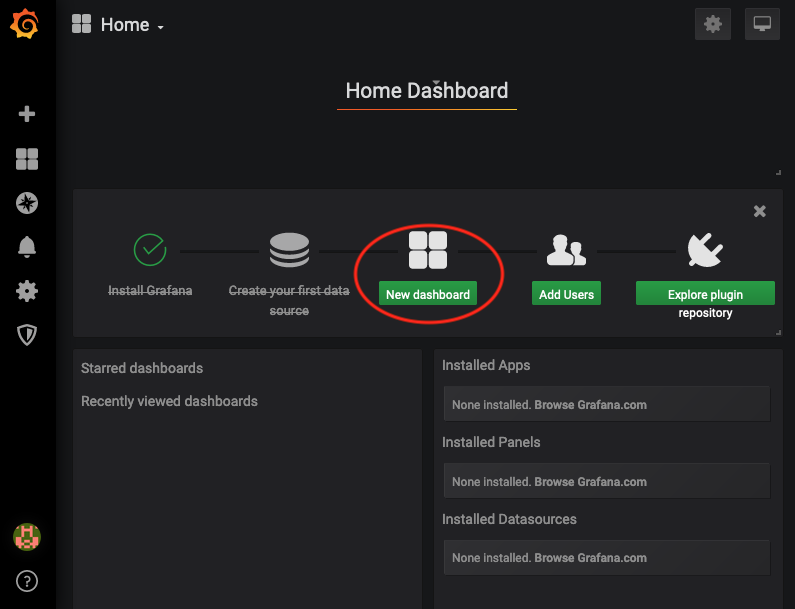 Home
Home Dashboard
Install Grafana
Create your first data
source
New dashboard
Add Users
Explore plugin
repository
Starred dashboards
Recently viewed dashboards
Installed Apps
None installed. Browse Grafana.com
Installed Panels
None installed. Browse Grafana.com
Installed Datasources
None installed. Browse Grafana.com
?